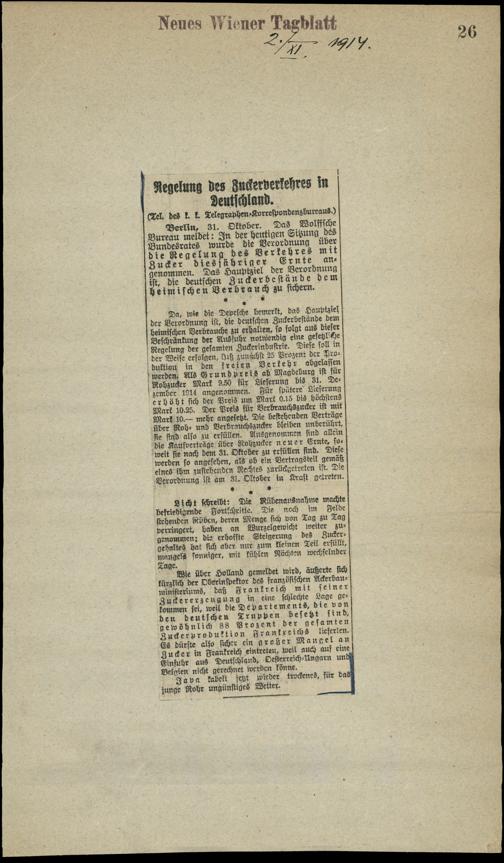 Neues Wiener Tagblatt
26
2./XI. 1914.
Regelung des Zuckerverkehres in
Deutschland.
(Tel. des k. k. Telegraphen-Korrespondenzbureaus.)
Berlin, 31. Oktober. Das Wolffsche
Bureau meldet: In der heutigen Sitzung des
Bundesrates wurde die Verordnung über
die Regelung des Verkehres mit
Zucker diesjähriger Ernte an-
genommen. Das Hauptziel der Verordnung
ist, die deutschen Zuckerbestände dem
heimischen Verbrauch zu sichern.
* * *
Da, wie die Depesche bemerkt, das Hauptziel
der Verordnung ist, die deutschen Zuckerbestände dem
heimischen Verbrauche zu erhalten, so folgt aus dieser
Beschränkung der Ausfuhr notwendig eine gesetzliche
Regelung der gesamten Zuckerindustrie. Diese soll in
der Weise erfolgen, daß zunächst 25 Prozent der Pro-
duktion in den freien Verkehr abgelassen
werden. Als Grundpreis ab Magdeburg ist für
Rohzucker Mark 9.50 für Lieferung bis 31. De-
zember 1914 angenommen. Für spätere Lieferung
erhöht sich der Preis um Mark 0.15 bis höchstens
Mark 10.25. Der Preis für Verbrauchszucker ist mit
Mark 10.— mehr angesetzt. Die bestehenden Verträge
über Roh- und Verbrauchszucker bleiben unberührt,
sie sind also zu erfüllen. Ausgenommen sind allein
die Kaufverträge über Rohzucker neuer Ernte, so-
weit sie nach dem 31. Oktober zu erfüllen sind. Diese
werden so angesehen, als ob ein Vertragsteil gemäß
eines ihm zustehenden Rechtes zurückgetreten ist. Die
Verordnung ist am 31. Oktober in Kraft getreten.
* * *
Licht schreibt: Die Rübenausnahme machte
befriedigende Fortschritte. Die noch im Felde
stehenden Rüben, deren Menge sich von Tag zu Tag
verringert, haben an Wurzelgewicht weiter zu-
genommen; die erhoffte Steigerung des Zucker-
gehaltes hat sich aber nur zum kleinen Teil erfüllt,
mangels sonniger, mit kühlen Nächten wechselnder
Tage.
Wie über Holland gemeldet wird, äußerte sich
kürzlich der Oberinspektor des französischen Ackerbau-
ministeriums, daß Frankreich mit seiner
Zuckererzeugung in eine schlechte Lage ge-
kommen sei, weil die Departements, die von
den deutschen Truppen besetzt sind,
gewöhnlich 88 Prozent der gesamten
Zuckerproduktion Frankreichs lieferten.
Es dürfte also sicher ein großer Mangel an
Zucker in Frankreich eintreten, weil auch auf eine
Einfuhr aus Deutschland, Oesterreich-Ungarn und
Belgien nicht gerechnet werden könne.
Java kabelt jetzt wieder trockenes, für das
junge Rohr ungünstiges Wetter.